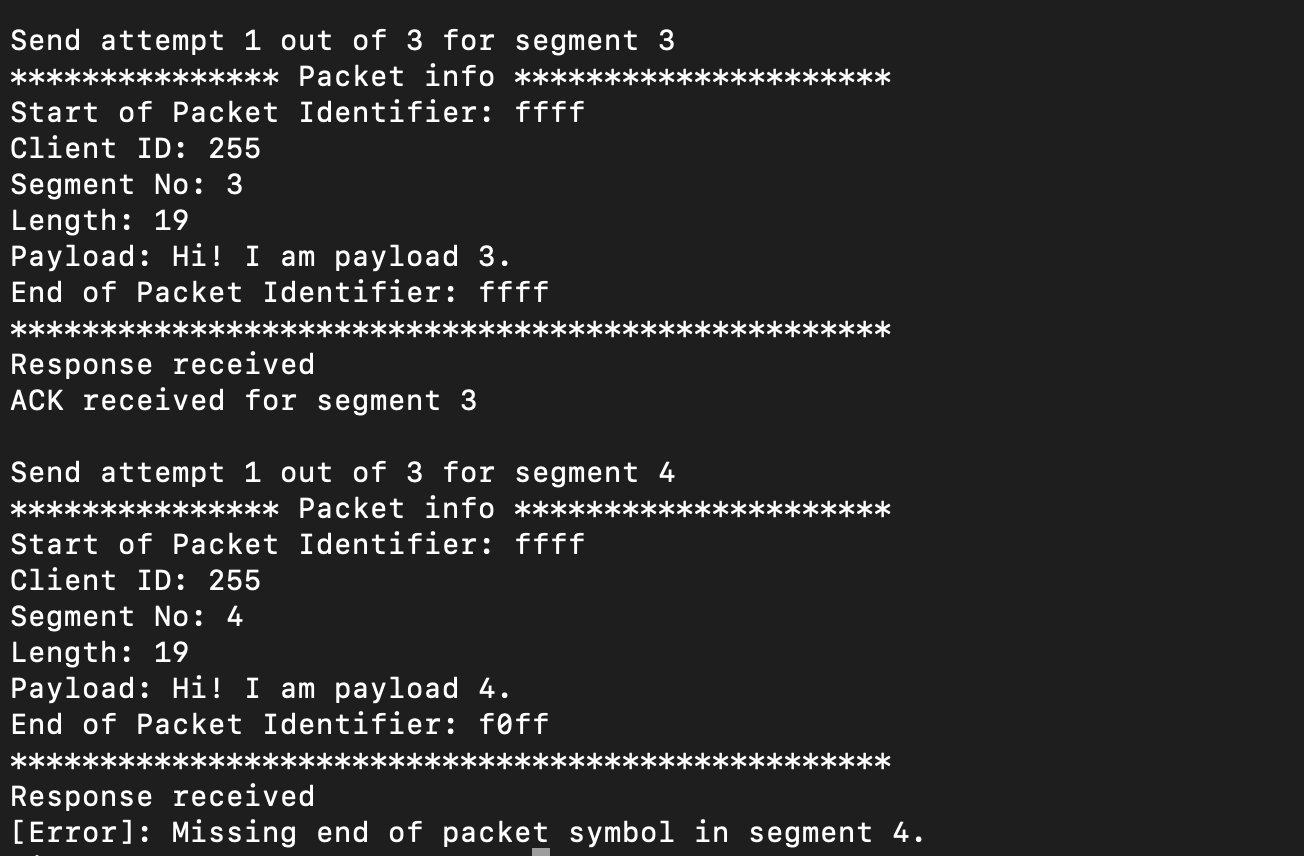 Send attempt 1 out of 3 for segment 3
*************** Packet info *********************
Start of Packet Identifier: ffff
Client ID: 255
Segment No: 3
Length: 19
Payload: Hi! I am payload 3.
End of Packet Identifier: ffff
*************************************************
Response received
ACK received for segment 3
Send attempt 1 out of 3 for segment 4
*************** Packet info *********************
Start of Packet Identifier: ffff
Client ID: 255
Segment No: 4
Length: 19
Payload: Hi! I am payload 4.
End of Packet Identifier: f0ff
*************************************************
Response received
[Error]: Missing end of packet symbol in segment 4.